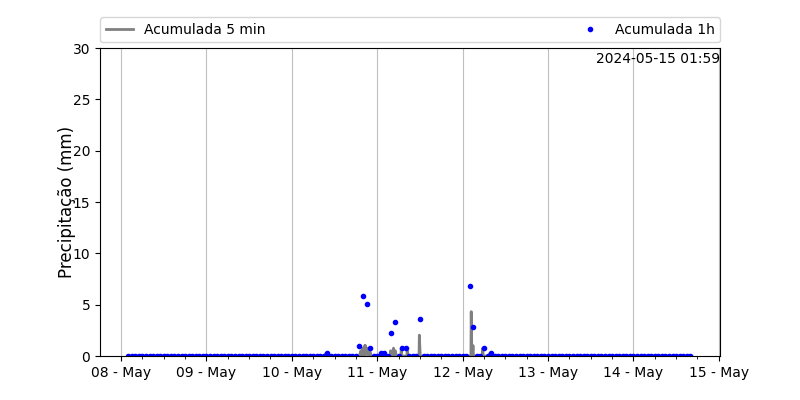 Acumulada 5 min
Acumulada 1h
2024-05-15 01:59
Precipitação (mm)
30
25
20
15
10
5
0
08 - May
09 - May
10 - May
11 - May
12 - May
13 - May
14 - May
15 - May